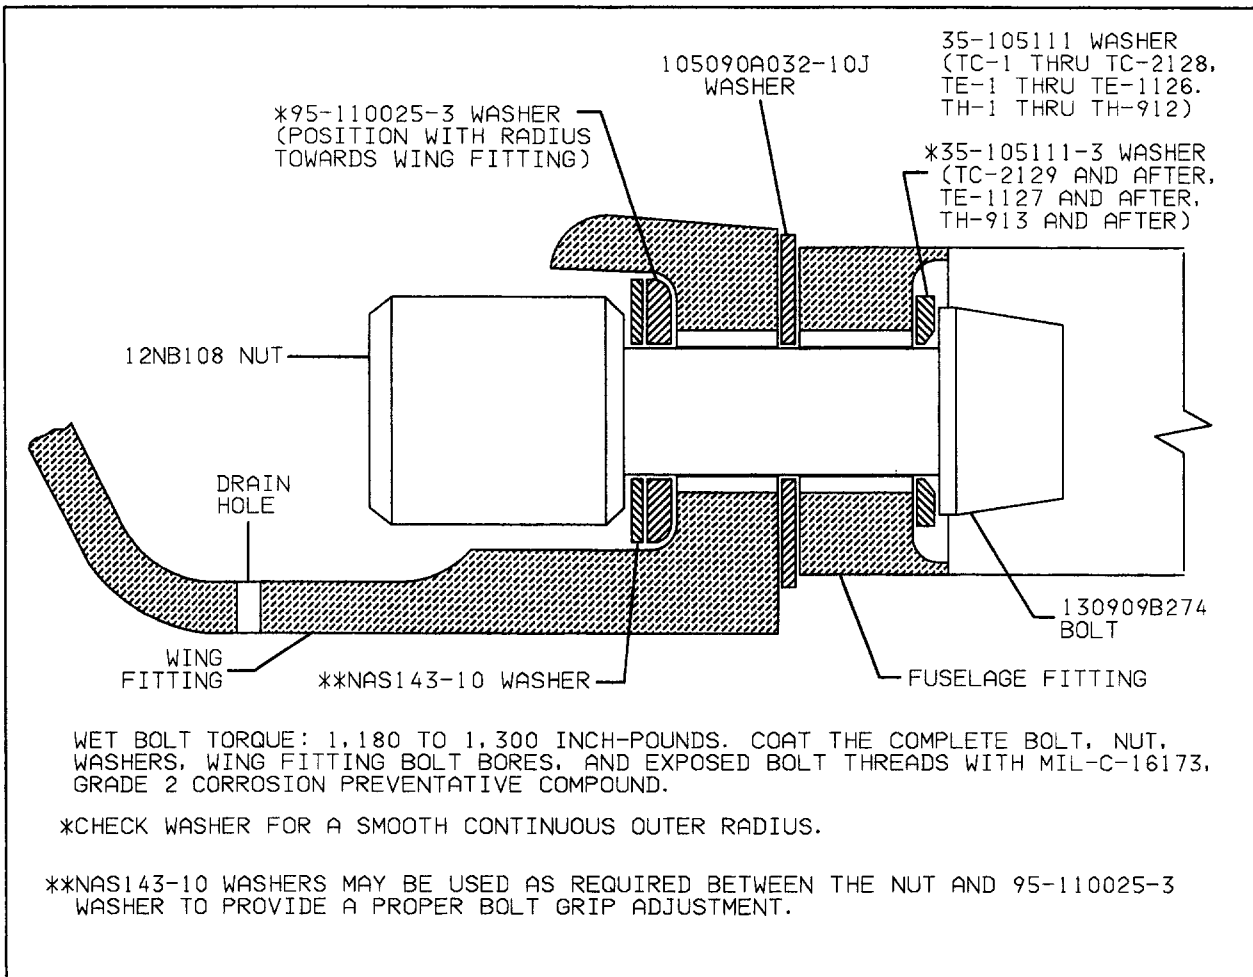 35-105111 WASHER
(TC-1 THRU TC-2128,
TE-1 THRU TE-1126.
TH-1 THRU TH-912)
105090A032-10J
WASHER
*95-110025-3 WASHER
(POSITION WITH RADIUS
TOWARDS WING FITTING)
*35-105111-3 WASHER
(TC-2129 AND AFTER,
TE-1127 AND AFTER,
TH-913 AND AFTER)
12NB108 NUT
DRAIN
HOLE
130909B274
BOLT
WING
FITTING
**NAS143-10 WASHER
FUSELAGE FITTING
WET BOLT TORQUE: 1,180 TO 1,300 INCH-POUNDS. COAT THE COMPLETE BOLT, NUT,
WASHERS, WING FITTING BOLT BORES, AND EXPOSED BOLT THREADS WITH MIL-C-16173,
GRADE 2 CORROSION PREVENTATIVE COMPOUND.
*CHECK WASHER FOR A SMOOTH CONTINUOUS OUTER RADIUS.
**NAS143-10 WASHERS MAY BE USED AS REQUIRED BETWEEN THE NUT AND 95-110025-3
WASHER TO PROVIDE A PROPER BOLT GRIP ADJUSTMENT.